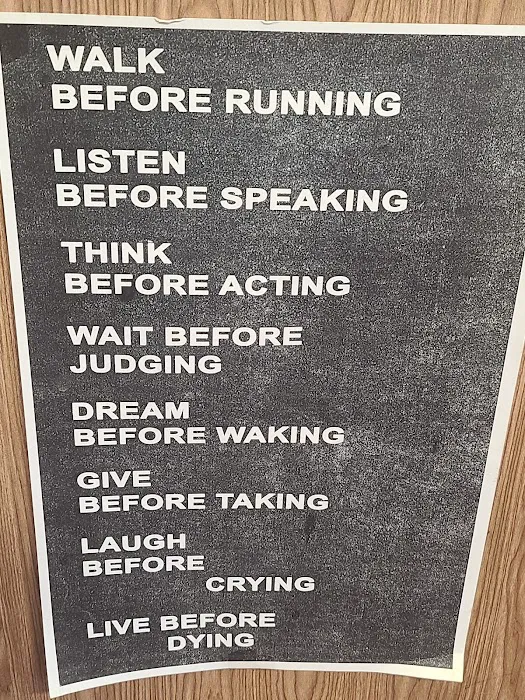 WALK
BEFORE RUNNING
LISTEN
BEFORE SPEAKING
THINK
BEFORE ACTING
WAIT BEFORE
JUDGING
DREAM
BEFORE WAKING
GIVE
BEFORE TAKING
LAUGH
BEFORE
CRYING
LIVE BEFORE
DYING